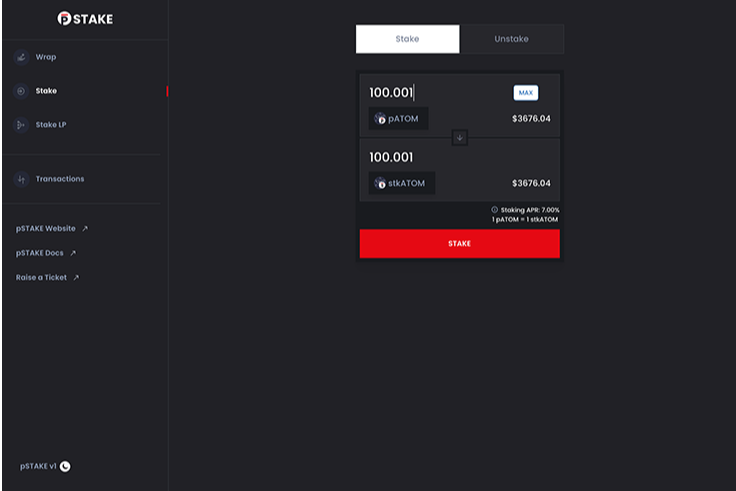 pSTAKE
Wrap
Stake
Stake LP
Transactions
pSTAKE Website ↗
pSTAKE Docs ↗
Raise a Ticket ↗
pSTAKE v1
Stake
Unstake
100.001
MAX
pATOM
$3676.04
100.001
stkATOM
$3676.04
Staking APR: 7.00%
1 pATOM = 1 stkATOM
STAKE